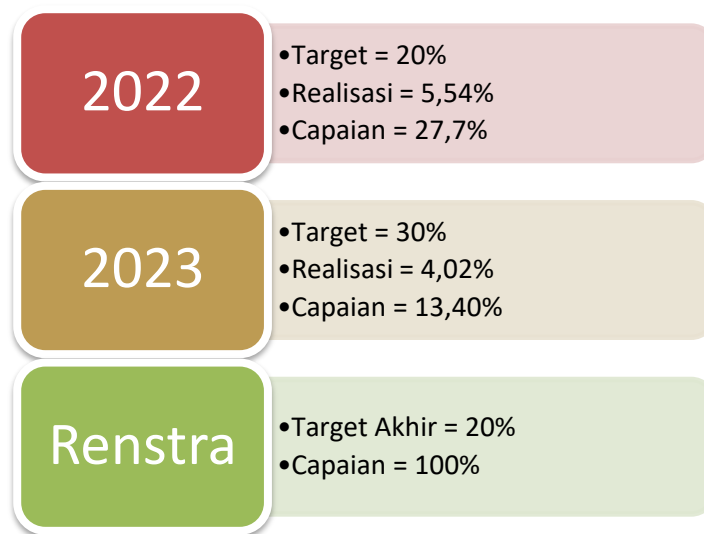 2022
•Target = 20%
•Realisasi = 5,54%
•Capaian = 27,7%
2023
•Target = 30%
•Realisasi = 4,02%
•Capaian = 13,40%
Renstra
•Target Akhir = 20%
•Capaian = 100%